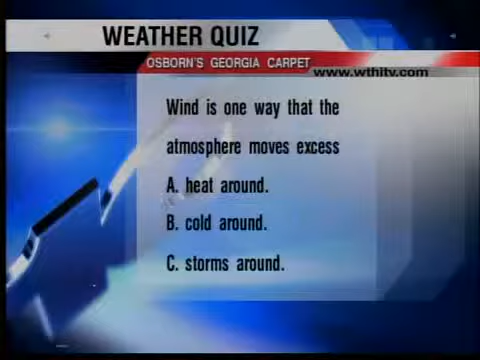 WEATHER QUIZ
OSBORN'S GEORGIA CARPET
www.wthitv.com
Wind is one way that the
atmosphere moves excess
A. heat around.
B. cold around.
C. storms around.